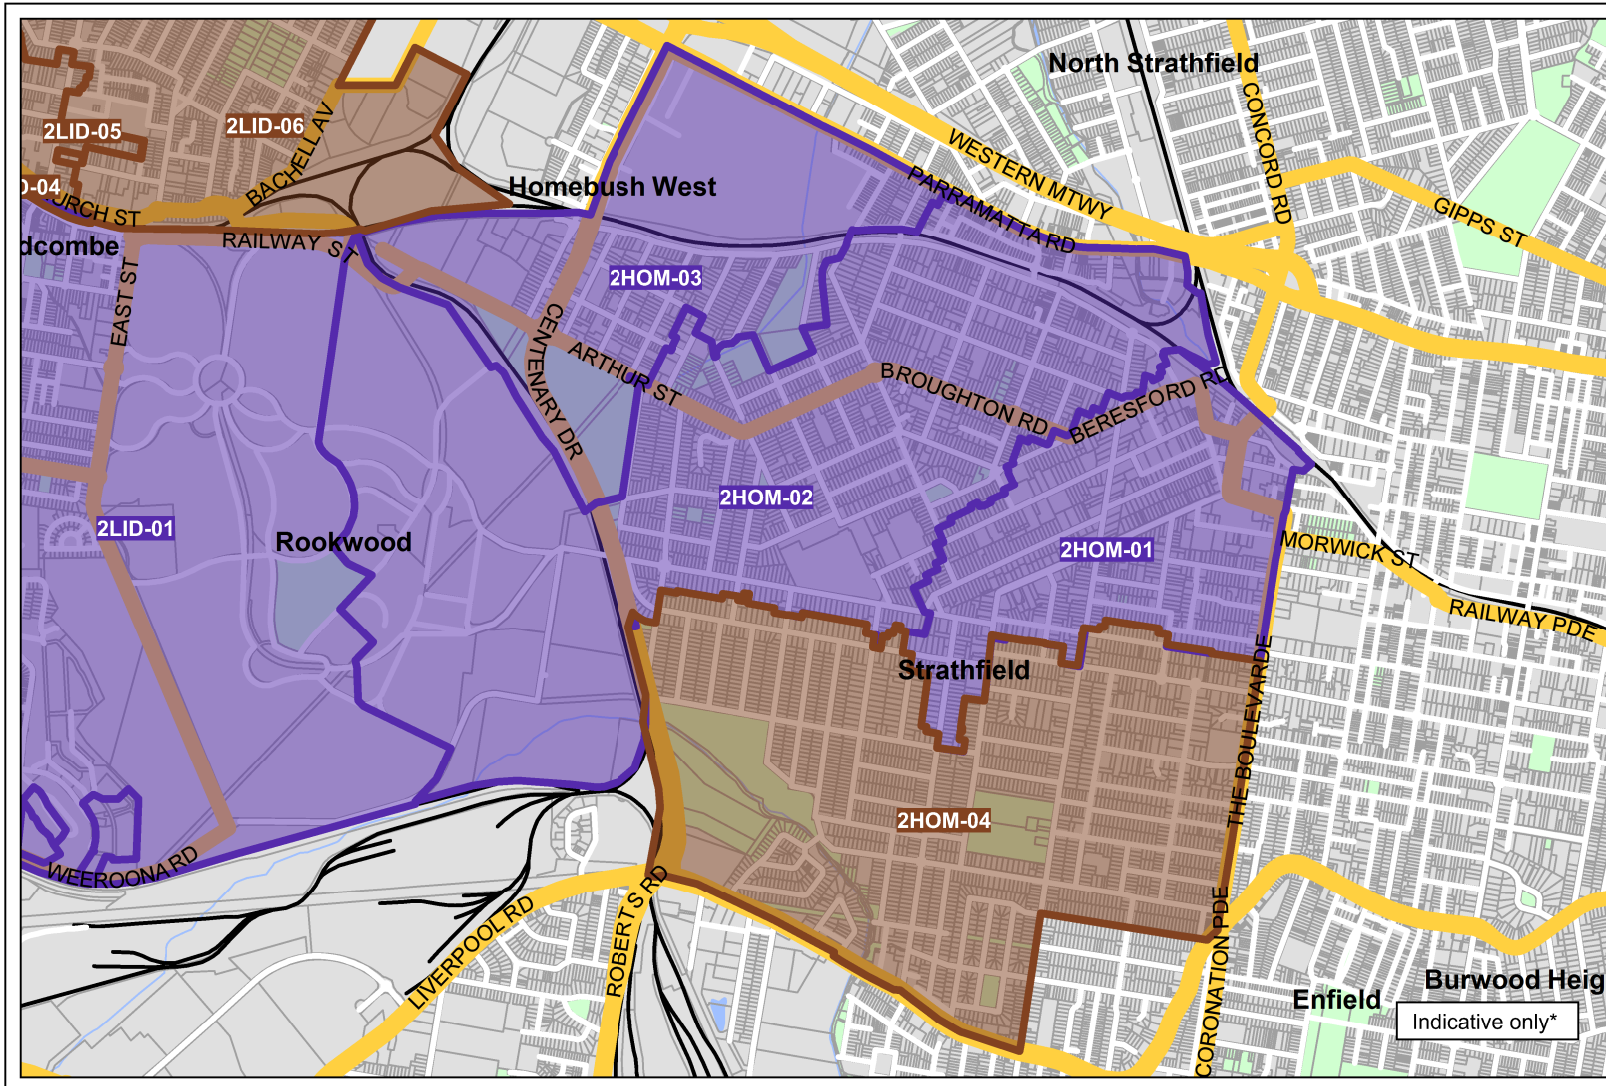 North Strathfield
CONCORD RD
2LID-05
2LID-06
BACHELL AV
WESTERN MTWY
D-04
Homebush West
PARRAMATTA RD
GIPPS ST
URCH ST
RAILWAY ST
dcombe
EAST ST
2HOM-03
CENTENARY DR
ARTHUR ST
BROUGHTON RD
BERESFORD RD
2HOM-02
2LID-01
Rookwood
2HOM-01
MORWICK ST
RAILWAY PDE
Strathfield
THE BOULEVARDE
2HOM-04
WEEROONA RD
LIVERPOOL RD
ROBERTS RD
CORONATION PDE
Burwood Heig
Enfield
Indicative only*